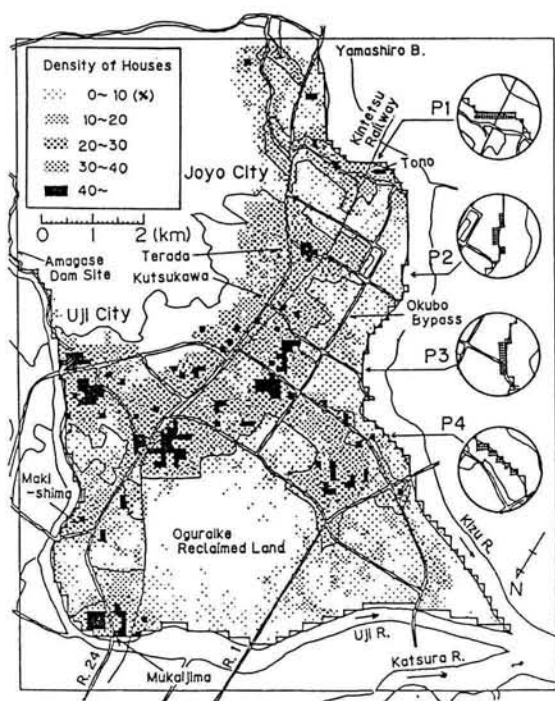 Yamashiro B.
Density of Houses
0~ 10 (%)
10~20
20~30
30~40
40~
0 1 2 (km)
Kintetsu
Railway
P1
Tono
Joyo City
Amagase
Dam Site
Terada
Kutsukawa
P2
Uji City
Okubo
Bypass
P3
P4
Maki
-shima
Oguraike
Reclaimed Land
Kizu R.
N
Uji R.
Katsura R.
R. 24
Mukaijima
R. 1